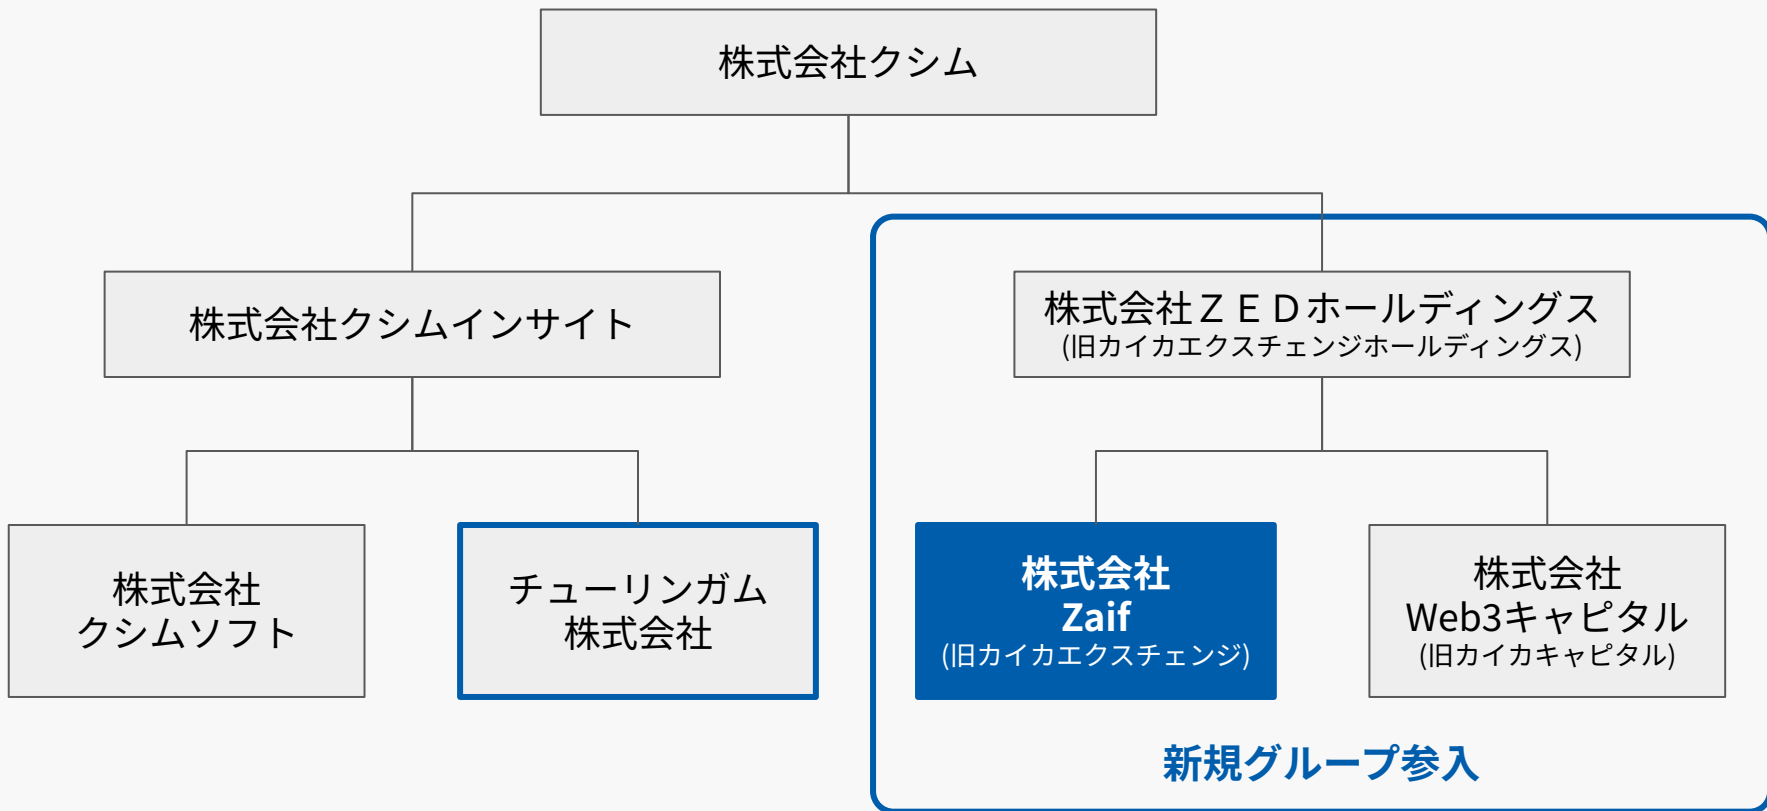 株式会社クシム
株式会社クシムインサイト
株式会社ＺＥＤホールディングス
(旧カイカエクスチェンジホールディングス)
株式会社
クシムソフト
チューリンガム
株式会社
株式会社
Zaif
(旧カイカエクスチェンジ)
株式会社
Web3キャピタル
(旧カイカキャピタル)
新規グループ参入